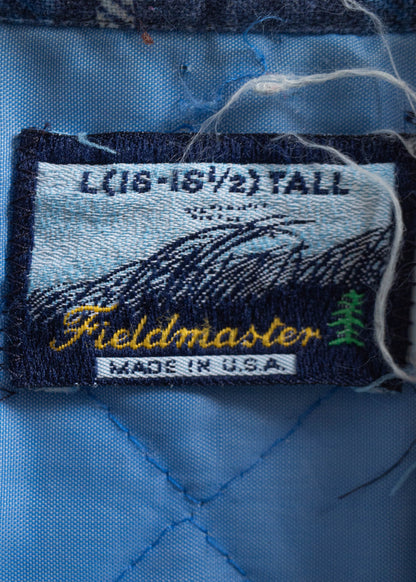 L(16-16½) TALL
Fieldmaster
MADE IN U.S.A.